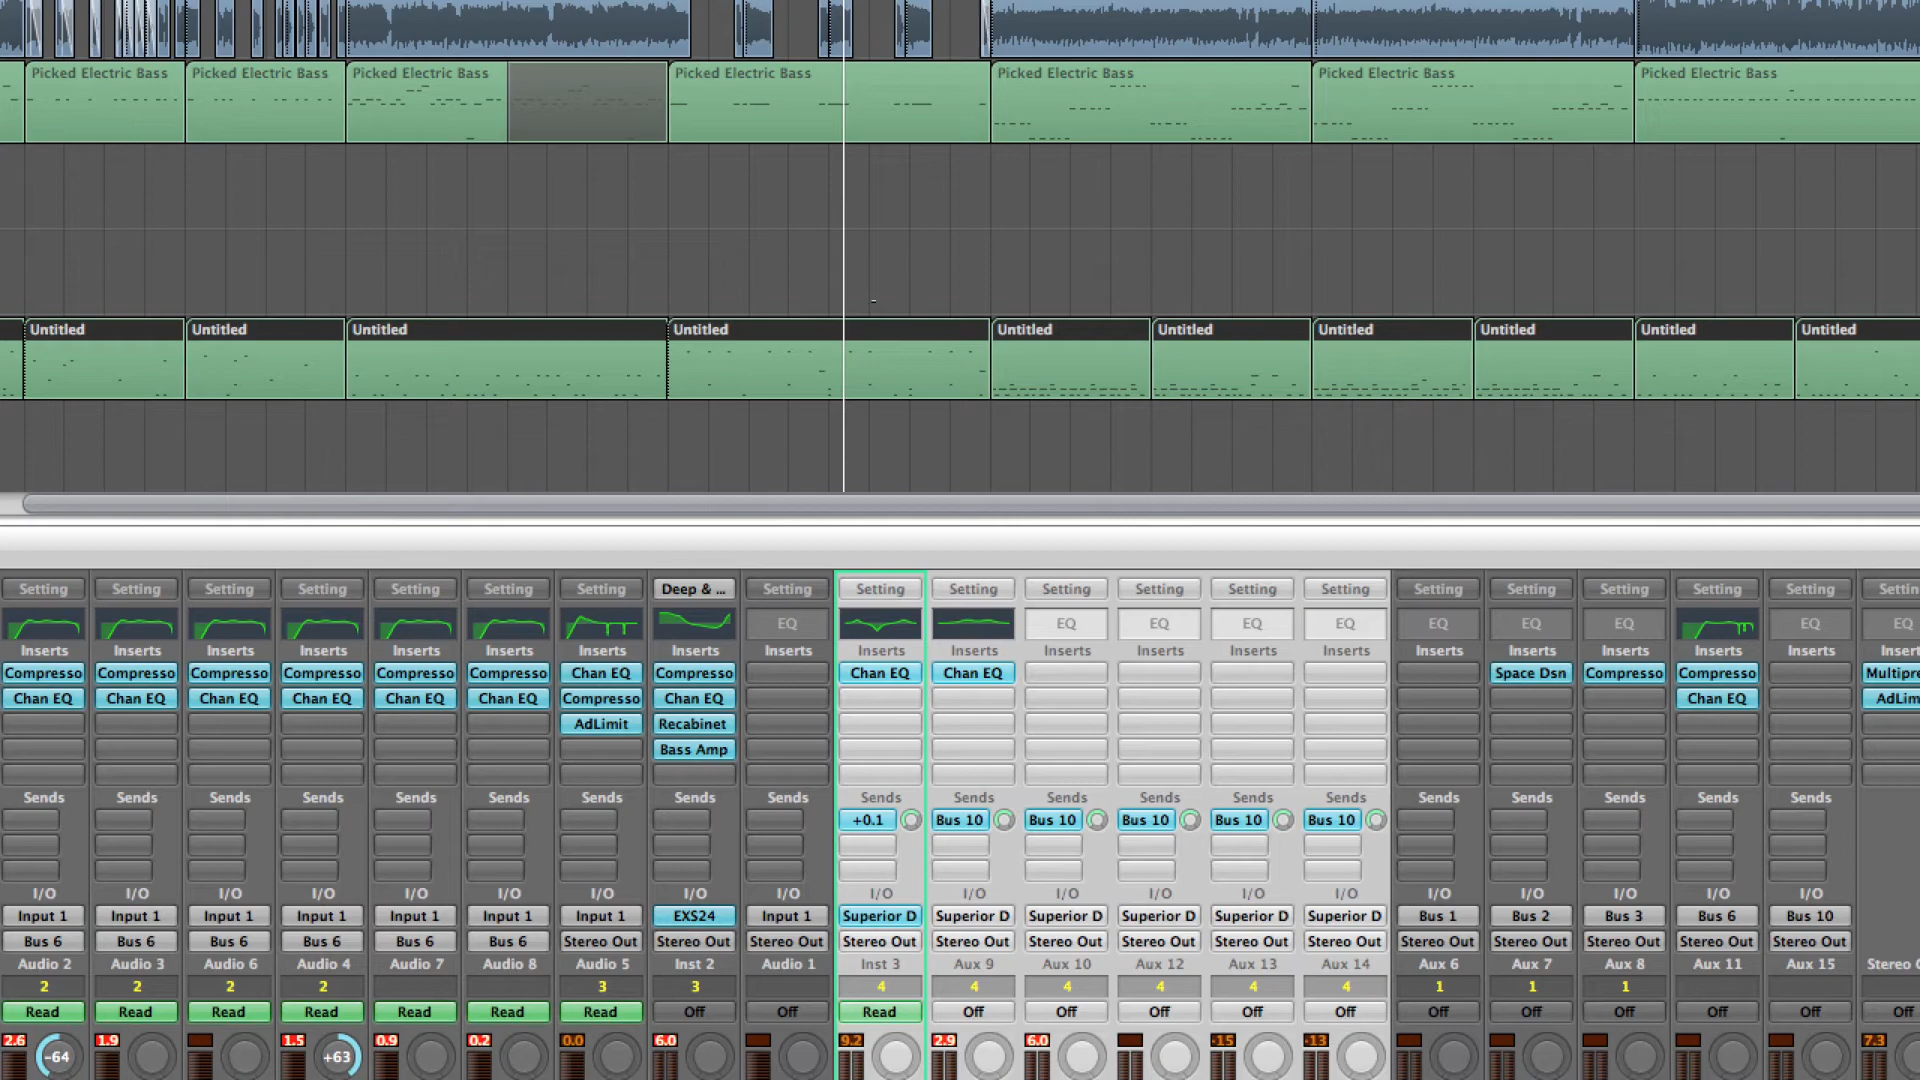 Picked Electric Bass Picked Electric Bass Picked Electric Bass Picked Electric Bass Picked Electric Bass Picked Electric Bass Picked Electric Bass
Untitled Untitled Untitled Untitled Untitled Untitled Untitled Untitled Untitled Untitled
Setting Setting Setting Setting Setting Setting Setting Deep & ... Setting Setting Setting Setting Setting Setting Setting Setting Setting Setting Setting Setting Settin
EQ EQ EQ EQ EQ EQ EQ EQ EQ EQ
Inserts Inserts Inserts Inserts Inserts Inserts Inserts Inserts Inserts Inserts Inserts Inserts Inserts Inserts Inserts Inserts Inserts Inserts Inserts Inserts Insert
Compresso Compresso Compresso Compresso Compresso Compresso Chan EQ Compresso Chan EQ Chan EQ Space Dsn Compresso Compresso Multipre
Chan EQ Chan EQ Chan EQ Chan EQ Chan EQ Chan EQ Compresso Chan EQ Chan EQ AdLim
AdLimit Recabinet
Bass Amp
Sends Sends Sends Sends Sends Sends Sends Sends Sends Sends Sends Sends Sends Sends Sends Sends Sends Sends Sends Sends
+0.1 Bus 10 Bus 10 Bus 10 Bus 10 Bus 10
I/O I/O I/O I/O I/O I/O I/O I/O I/O I/O I/O I/O I/O I/O I/O I/O I/O I/O I/O I/O
Input 1 Input 1 Input 1 Input 1 Input 1 Input 1 Input 1 EXS24 Input 1 Superior D Superior D Superior D Superior D Superior D Superior D Bus 1 Bus 2 Bus 3 Bus 6 Bus 10
Bus 6 Bus 6 Bus 6 Bus 6 Bus 6 Bus 6 Stereo Out Stereo Out Stereo Out Stereo Out Stereo Out Stereo Out Stereo Out Stereo Out Stereo Out Stereo Out Stereo Out Stereo Out Stereo Out Stereo Out
Audio 2 Audio 3 Audio 6 Audio 4 Audio 7 Audio 8 Audio 5 Inst 2 Audio 1 Inst 3 Aux 9 Aux 10 Aux 12 Aux 13 Aux 14 Aux 6 Aux 7 Aux 8 Aux 11 Aux 15 Stereo O
2 2 2 2 3 3 4 4 4 4 4 4 1 1 1
Read Read Read Read Read Read Read Off Off Read Off Off Off Off Off Off Off Off Off Off Off
2.6 -64 1.9 1.5 +63 0.9 0.2 0.0 6.0 9.2 2.9 6.0 -15 -13 7.3